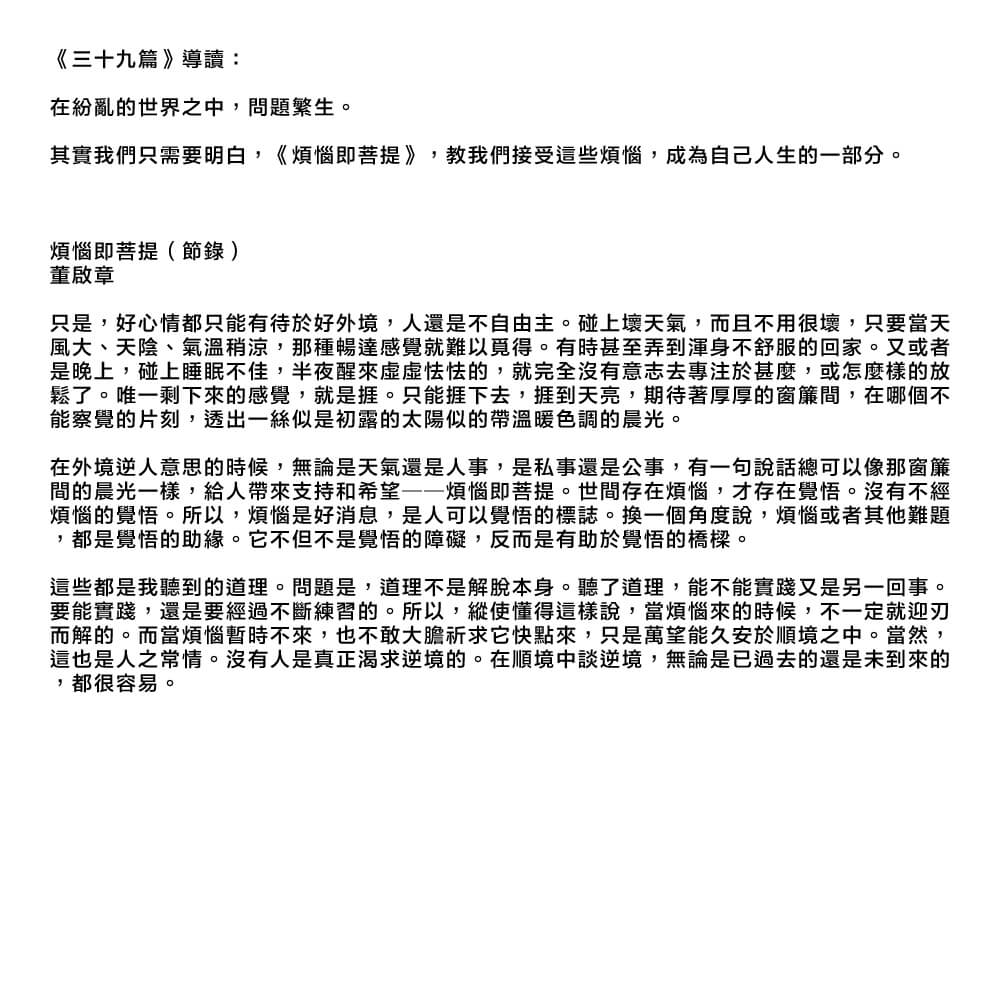 《三十九篇》導讀：
在紛亂的世界之中，問題繁生。
其實我們只需要明白，《煩惱即菩提》，教我們接受這些煩惱，成為自己人生的一部分。
煩惱即菩提（節錄）
董啟章
只是，好心情都只能有待於好外境，人還是不自由主。碰上壞天氣，而且不用很壞，只要當天
風大、天陰、氣溫稍涼，那種暢達感覺就難以覓得。有時甚至弄到渾身不舒服的回家。又或者
是晚上，碰上睡眠不佳，半夜醒來虛虛怯怯的，就完全沒有意志去專注於甚麼，或怎麼樣的放
鬆了。唯一剩下來的感覺，就是捱。只能捱下去，捱到天亮，期待著厚厚的窗簾間，在哪個不
能察覺的片刻，透出一絲似是初露的太陽似的帶溫暖色調的晨光。
在外境逆人意思的時候，無論是天氣還是人事，是私事還是公事，有一句說話總可以像那窗簾
間的晨光一樣，給人帶來支持和希望——煩惱即菩提。世間存在煩惱，才存在覺悟。沒有不經
煩惱的覺悟。所以，煩惱是好消息，是人可以覺悟的標誌。換一個角度說，煩惱或者其他難題
，都是覺悟的助緣。它不但不是覺悟的障礙，反而是有助於覺悟的橋樑。
這些都是我聽到的道理。問題是，道理不是解脫本身。聽了道理，能不能實踐又是另一回事。
要能實踐，還是要經過不斷練習的。所以，縱使懂得這樣說，當煩惱來的時候，不一定就迎刃
而解的。而當煩惱暫時不來，也不敢大膽祈求它快點來，只是萬望能久安於順境之中。當然，
這也是人之常情。沒有人是真正渴求逆境的。在順境中談逆境，無論是已過去的還是未到來的
，都很容易。